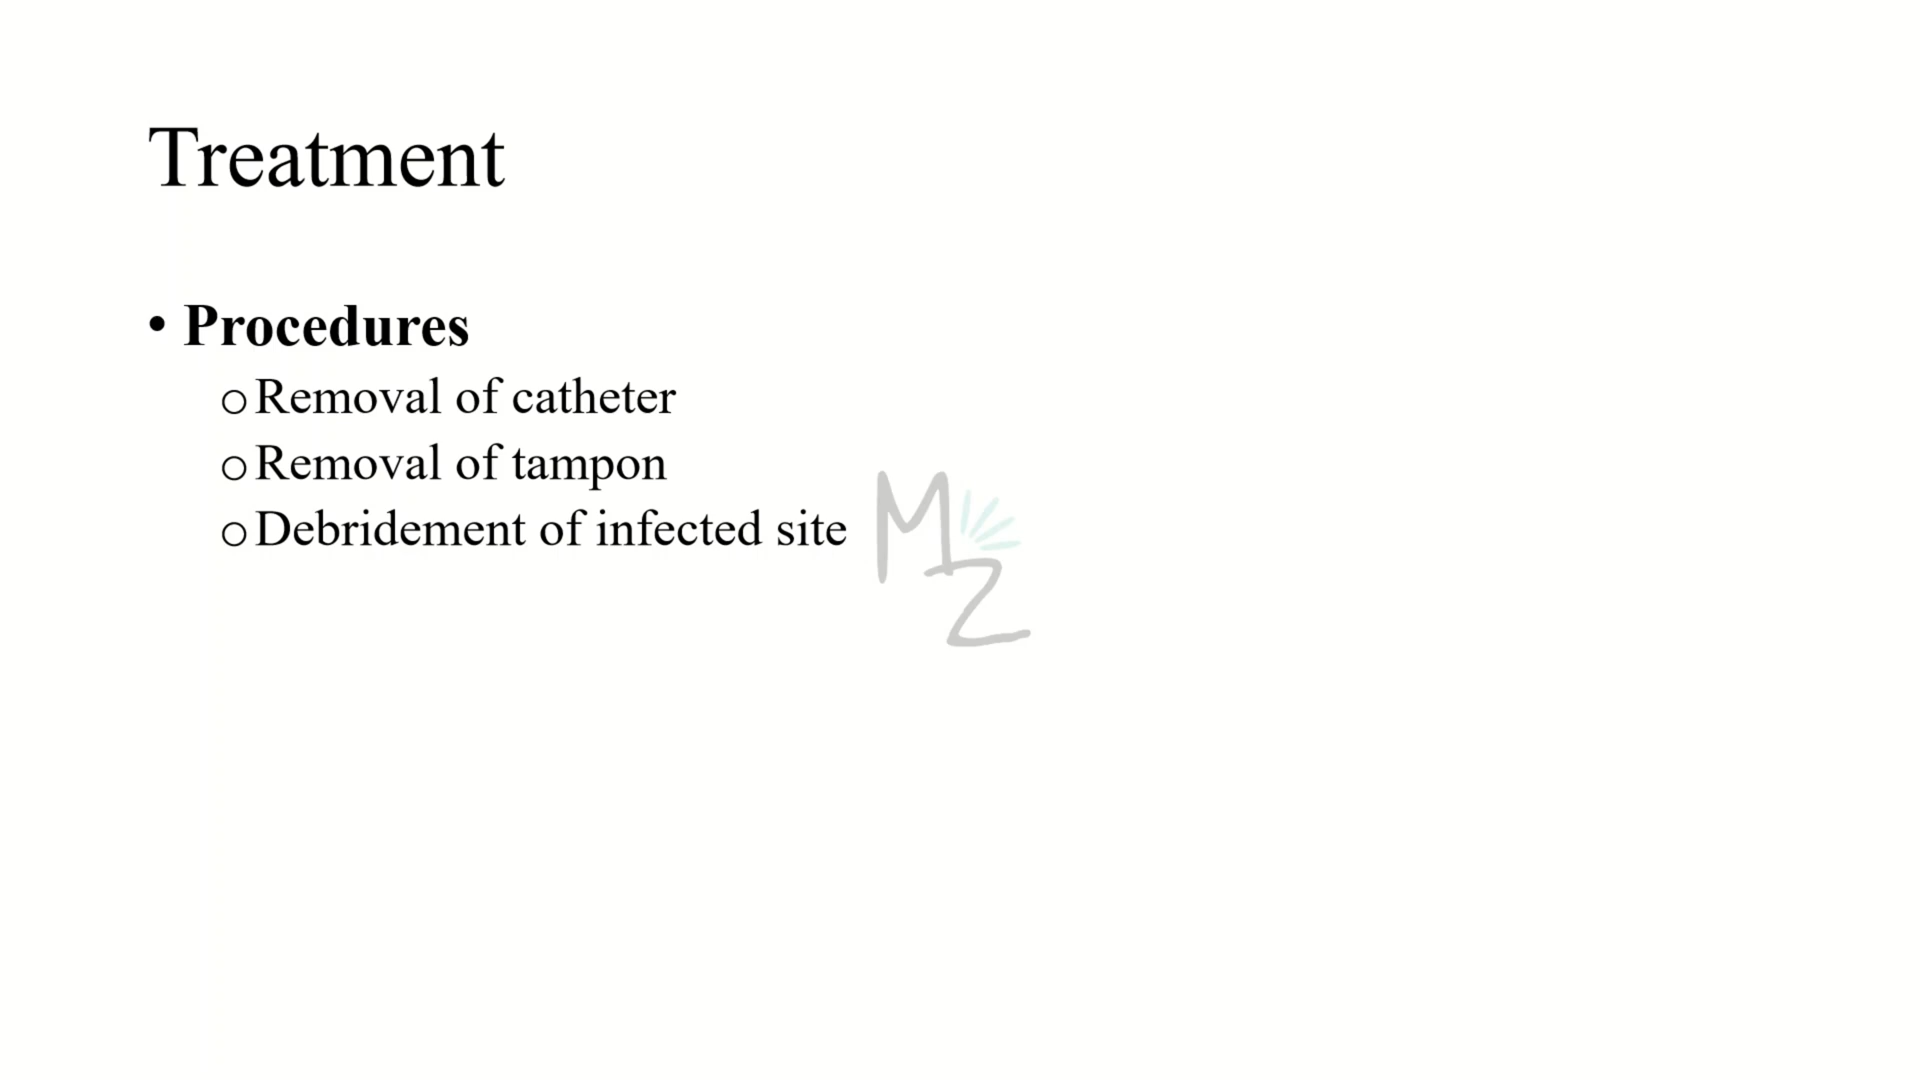 Treatment
• Procedures
o Removal of catheter
o Removal of tampon
o Debridement of infected site
MZ